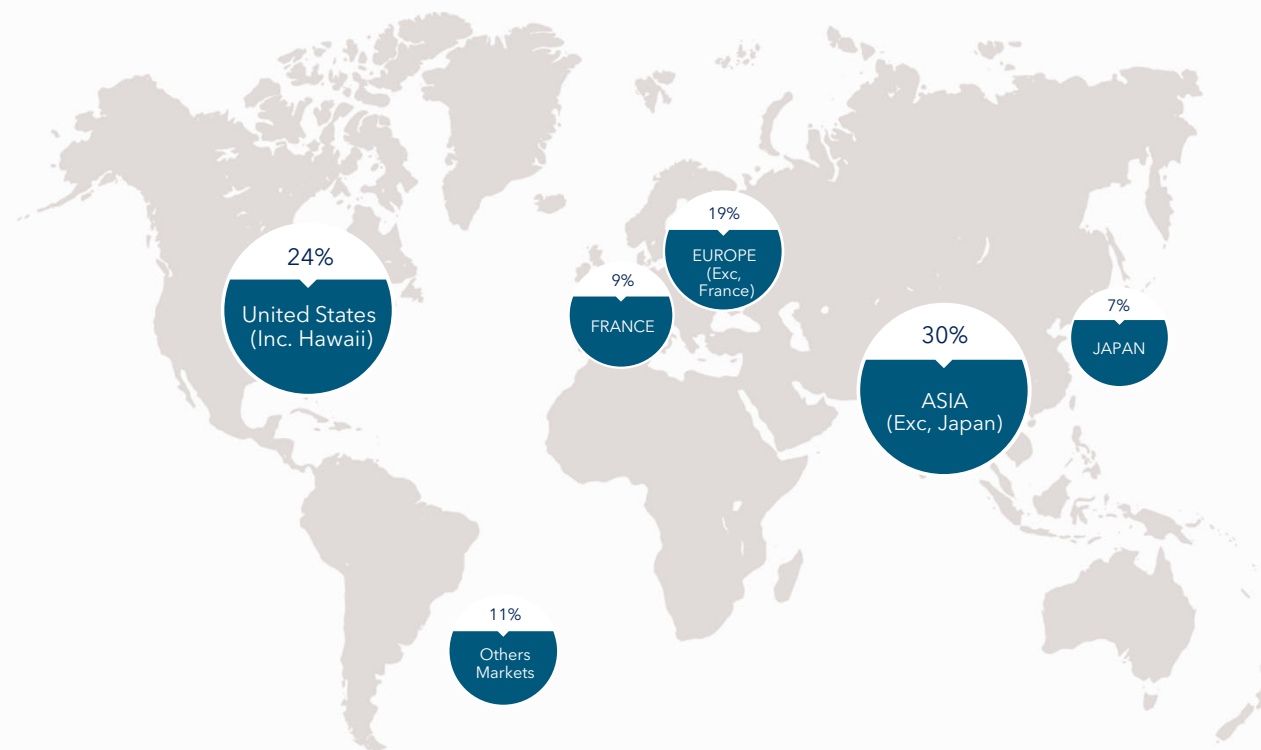 24%
United States
(Inc. Hawaii)
9%
FRANCE
19%
EUROPE
(Exc,
France)
30%
ASIA
(Exc, Japan)
7%
JAPAN
11%
Others
Markets